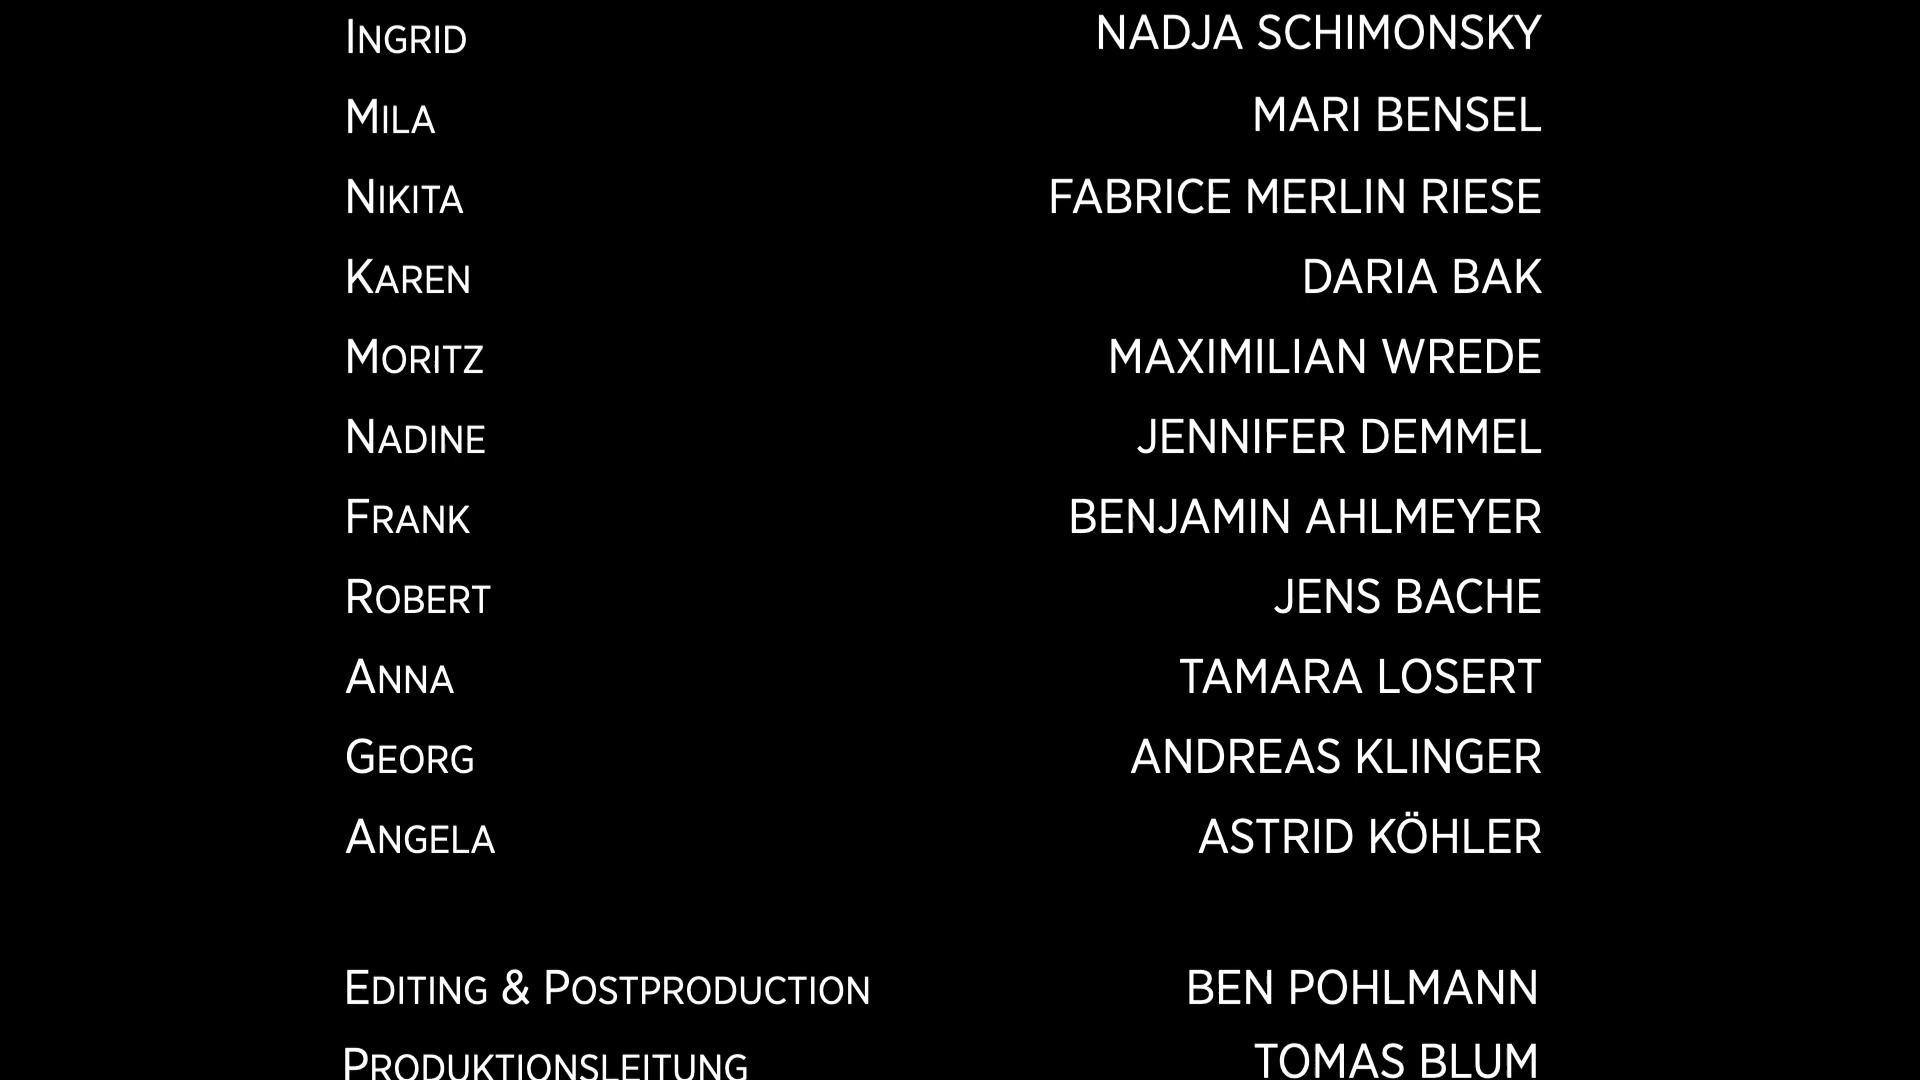 Ingrid NADJA SCHIMONSKY
Mila MARI BENSEL
Nikita FABRICE MERLIN RIESE
Karen DARIA BAK
Moritz MAXIMILIAN WREDE
Nadine JENNIFER DEMMEL
Frank BENJAMIN AHLMEYER
Robert JENS BACHE
Anna TAMARA LOSERT
Georg ANDREAS KLINGER
Angela ASTRID KÖHLER
Editing & Postproduction BEN POHLMANN
Produktionsleitung TOMAS BLUM